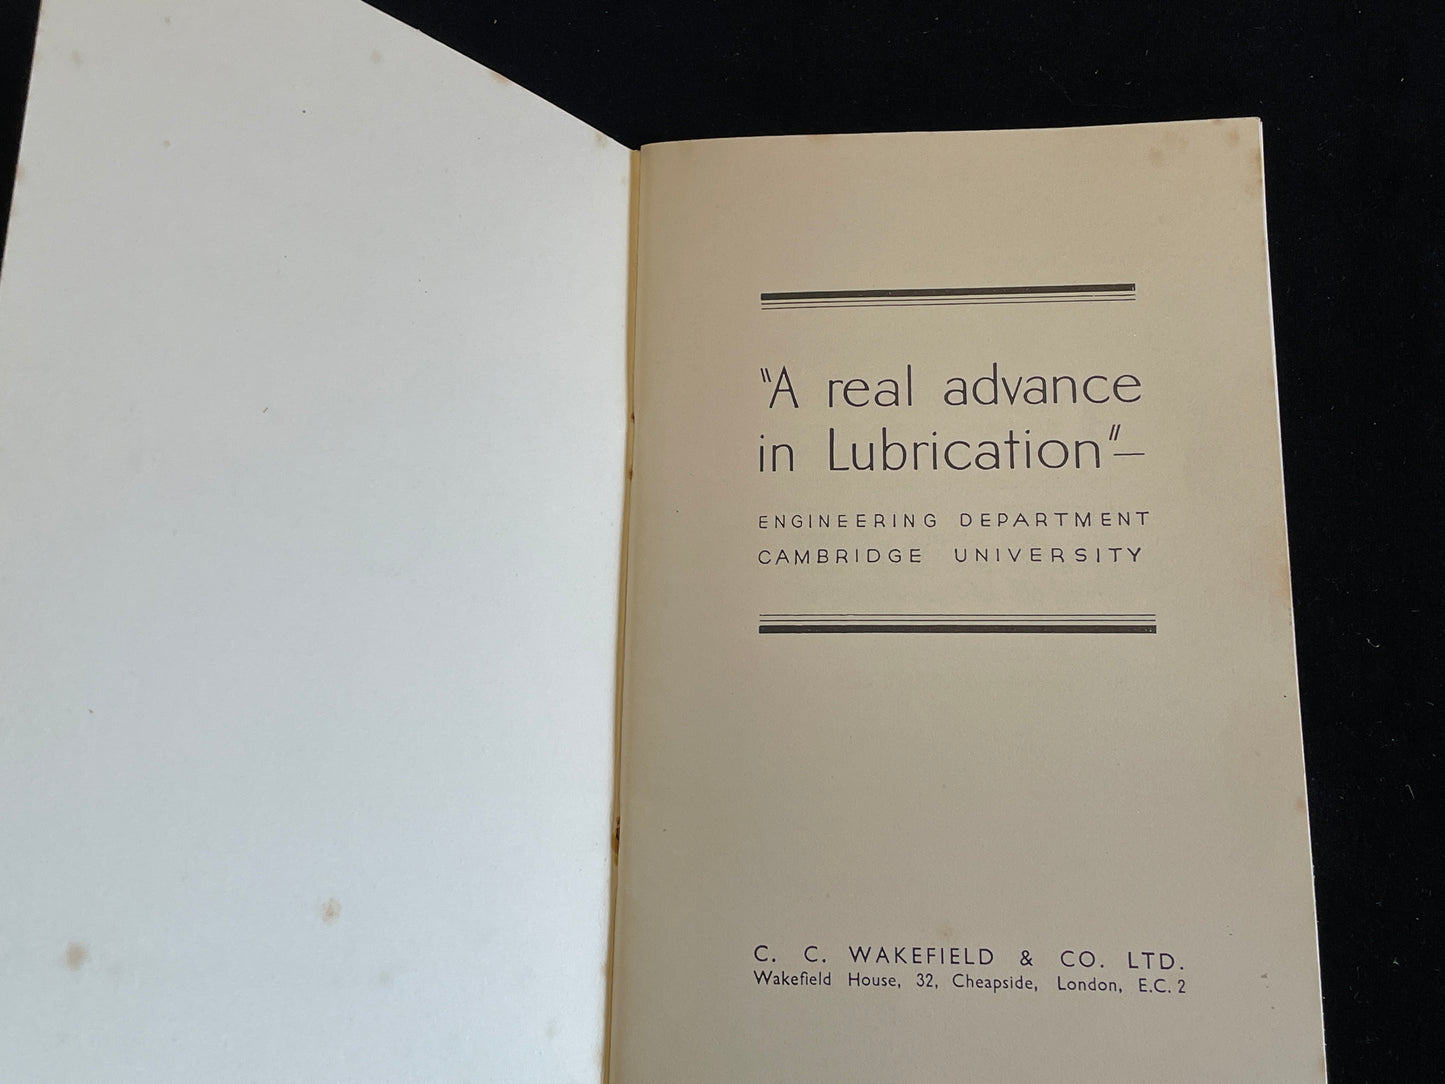 "A real advance
in Lubrication"—
ENGINEERING DEPARTMENT
CAMBRIDGE UNIVERSITY
C. C. WAKEFIELD & CO. LTD.
Wakefield House, 32, Cheapside, London, E.C. 2